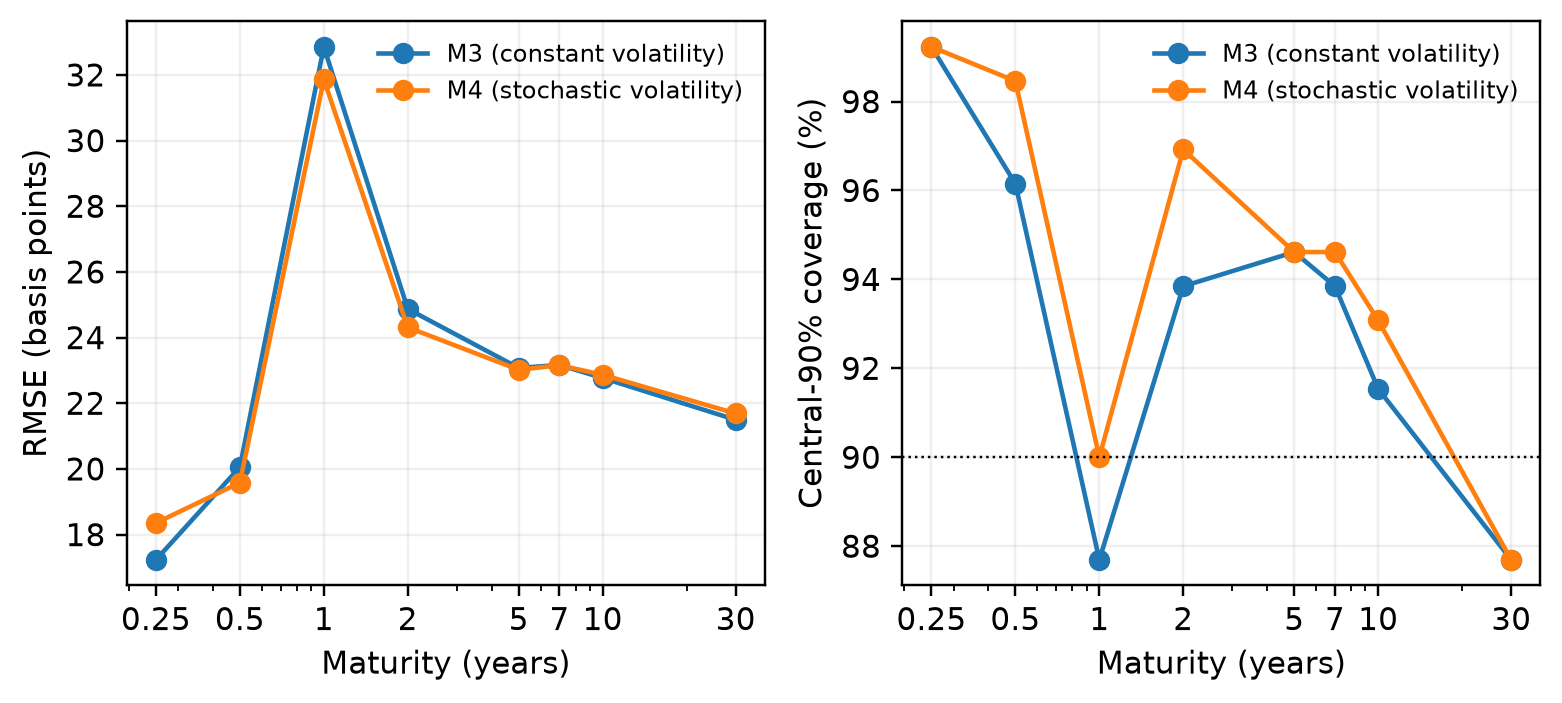 RMSE (basis points)
32
30
28
26
24
22
20
18
M3 (constant volatility)
M4 (stochastic volatility)
0.25 0.5 1 2 5 7 10 30
Maturity (years)
Central-90% coverage (%)
98
96
94
92
90
88
M3 (constant volatility)
M4 (stochastic volatility)
0.25 0.5 1 2 5 7 10 30
Maturity (years)